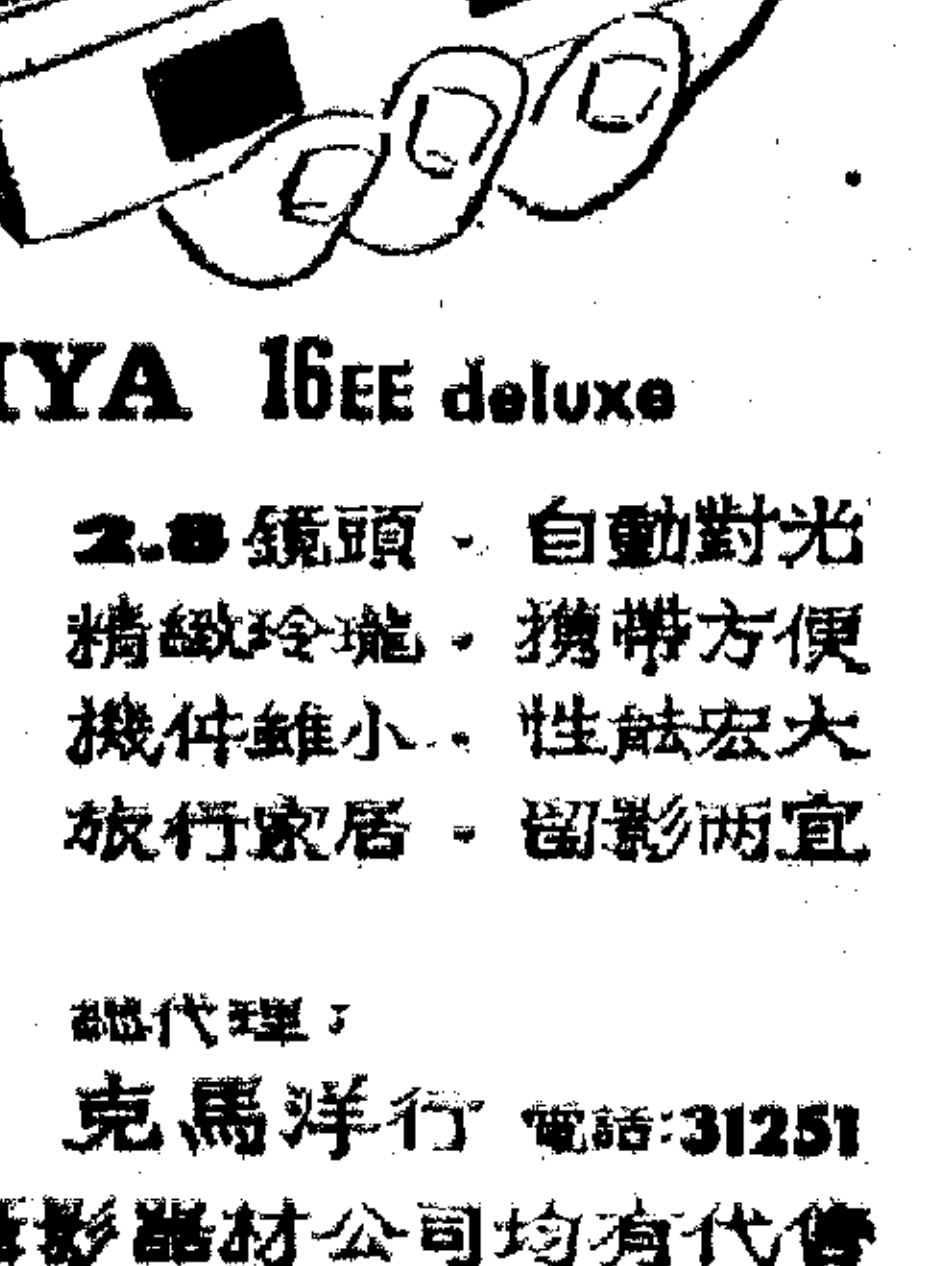 IYA 16EE deluxe
2.8鏡頭・自動對光
精緻玲瓏・携帶方便
機件雖小・性能宏大
旅行家居・留影两宜
總代理：
克馬洋行 電話:31251
影器材公司均有代售